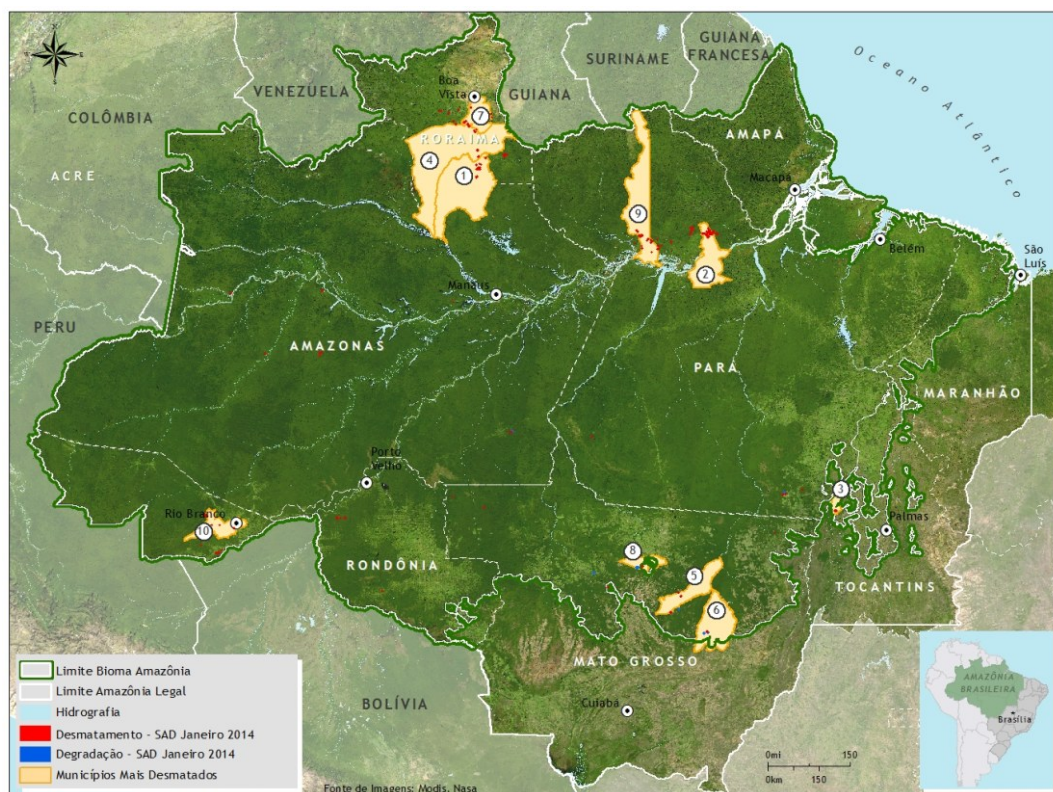 VENEZUELA
SURINAME
GUIANA
FRANCESA
GUIANA
COLÔMBIA
Boa
Vista
7
RORAIMA
AMAPÁ
Oceano Atlântico
4
1
ACRE
Macapá
9
2
Belém
São
Luís
Manaus
PERU
AMAZONAS
PARÁ
MARANHÃO
Porto
Velho
3
Rio Branco
10
Palmas
8
5
RONDÔNIA
TOCANTINS
6
MATO GROSSO
BOLÍVIA
Cuiabá
Limite Bioma Amazônia
Limite Amazônia Legal
Hidrografia
Desmatamento - SAD Janeiro 2014
Degradação - SAD Janeiro 2014
Municípios Mais Desmatados
0mi 150
0km 150
Fonte de Imagens: Modis, Nasa
AMAZÔNIA
BRASILEIRA
Brasília